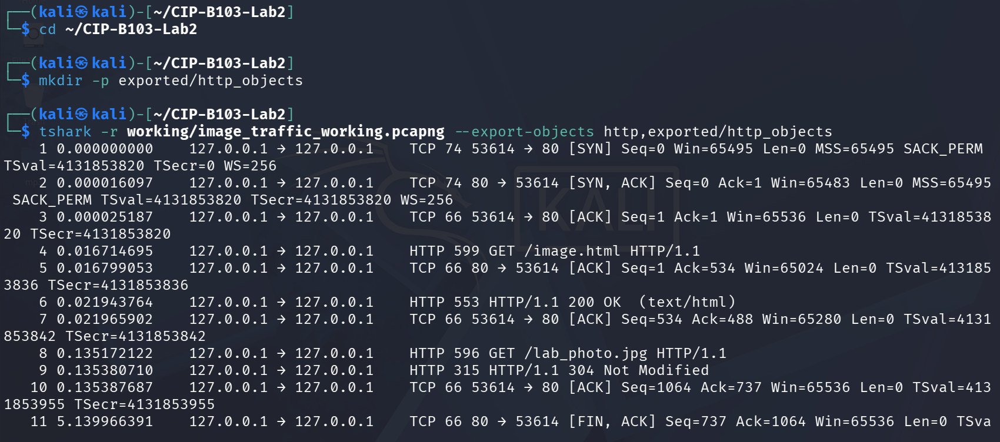 ┌──(kali㉿kali)-[~/CIP-B103-Lab2]
└─$ cd ~/CIP-B103-Lab2
┌──(kali㉿kali)-[~/CIP-B103-Lab2]
└─$ mkdir -p exported/http_objects
┌──(kali㉿kali)-[~/CIP-B103-Lab2]
└─$ tshark -r working/image_traffic_working.pcapng --export-objects http,exported/http_objects
1 0.000000000    127.0.0.1 → 127.0.0.1    TCP 74 53614 → 80 [SYN] Seq=0 Win=65495 Len=0 MSS=65495 SACK_PERM
TSval=4131853820 TSecr=0 WS=256
2 0.000016097    127.0.0.1 → 127.0.0.1    TCP 74 80 → 53614 [SYN, ACK] Seq=0 Ack=1 Win=65483 Len=0 MSS=65495
SACK_PERM TSval=4131853820 TSecr=4131853820 WS=256
3 0.000025187    127.0.0.1 → 127.0.0.1    TCP 66 53614 → 80 [ACK] Seq=1 Ack=1 Win=65536 Len=0 TSval=41318538
20 TSecr=4131853820
4 0.016714695    127.0.0.1 → 127.0.0.1    HTTP 599 GET /image.html HTTP/1.1
5 0.016799053    127.0.0.1 → 127.0.0.1    TCP 66 80 → 53614 [ACK] Seq=1 Ack=534 Win=65024 Len=0 TSval=413185
3836 TSecr=4131853836
6 0.021943764    127.0.0.1 → 127.0.0.1    HTTP 553 HTTP/1.1 200 OK  (text/html)
7 0.021965902    127.0.0.1 → 127.0.0.1    TCP 66 53614 → 80 [ACK] Seq=534 Ack=488 Win=65280 Len=0 TSval=4131
853842 TSecr=4131853842
8 0.135172122    127.0.0.1 → 127.0.0.1    HTTP 596 GET /lab_photo.jpg HTTP/1.1
9 0.135380710    127.0.0.1 → 127.0.0.1    HTTP 315 HTTP/1.1 304 Not Modified
10 0.135387687    127.0.0.1 → 127.0.0.1    TCP 66 53614 → 80 [ACK] Seq=1064 Ack=737 Win=65536 Len=0 TSval=413
1853955 TSecr=4131853955
11 5.139966391    127.0.0.1 → 127.0.0.1    TCP 66 80 → 53614 [FIN, ACK] Seq=737 Ack=1064 Win=65536 Len=0 TSva
KALI